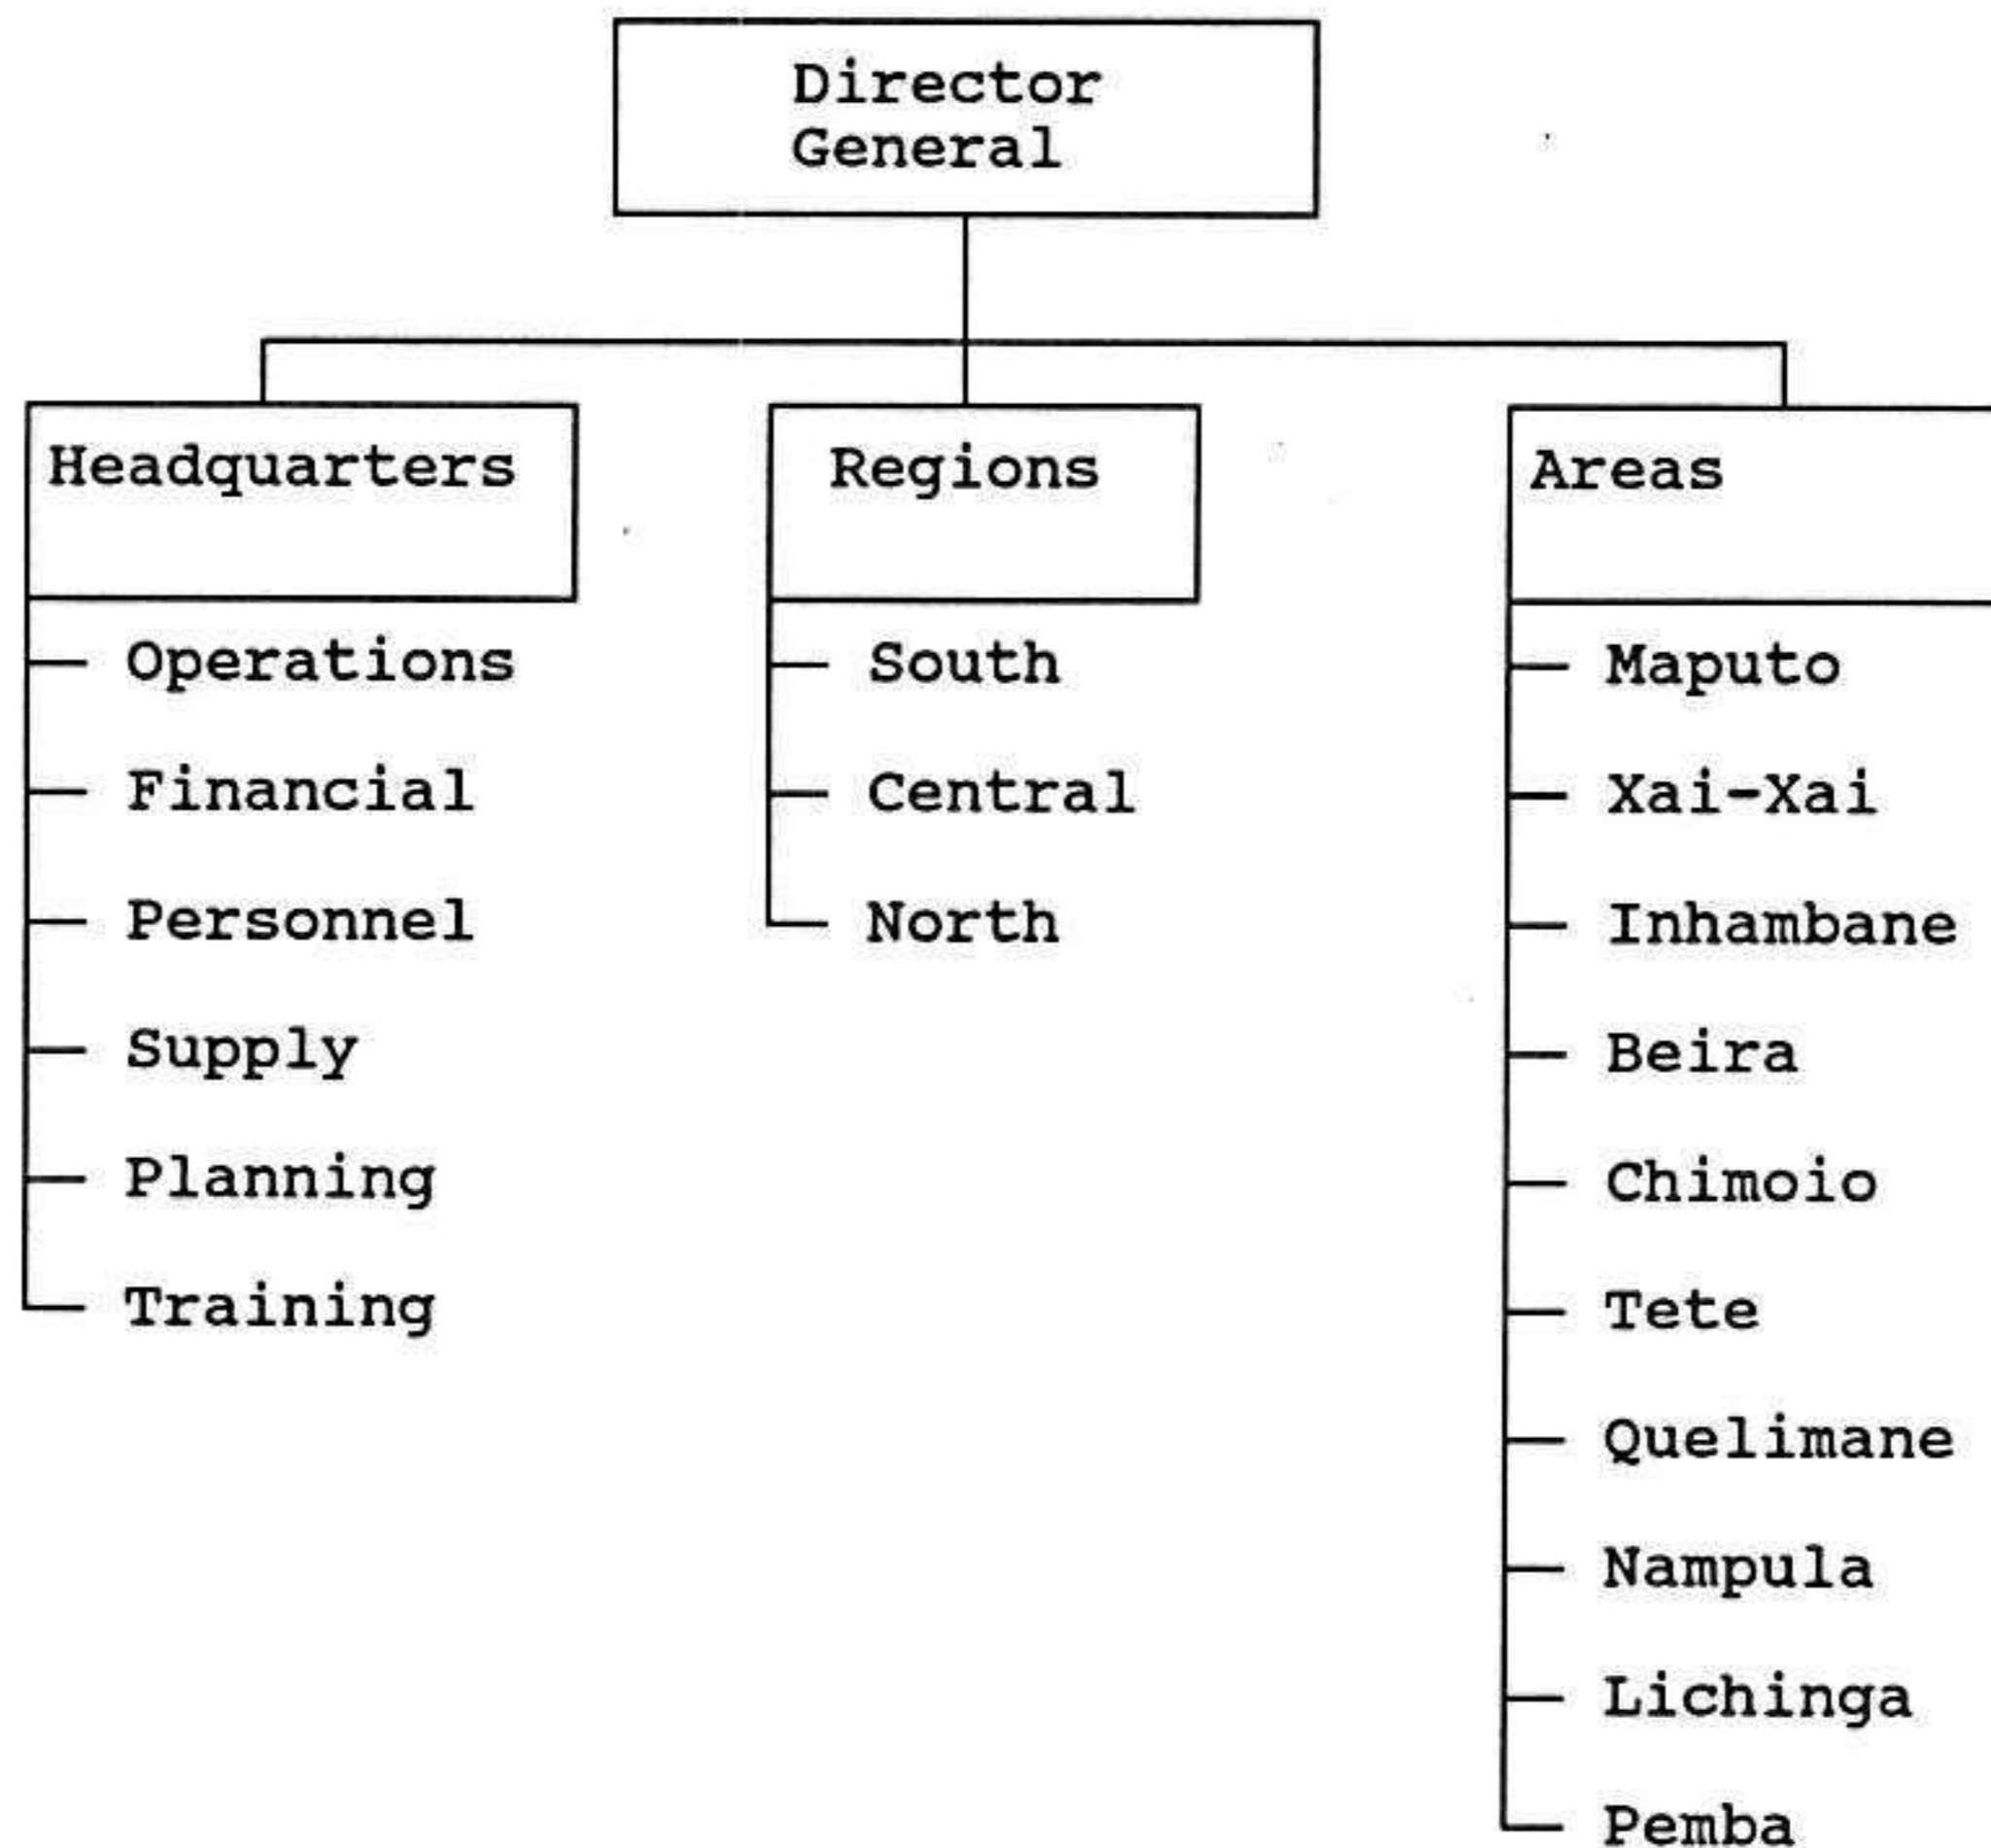 Director
General
Headquarters
Operations
Financial
Personnel
Supply
Planning
Training
Regions
South
Central
North
Areas
Maputo
Xai-Xai
Inhambane
Beira
Chimoio
Tete
Quelimane
Nampula
Lichinga
Pemba